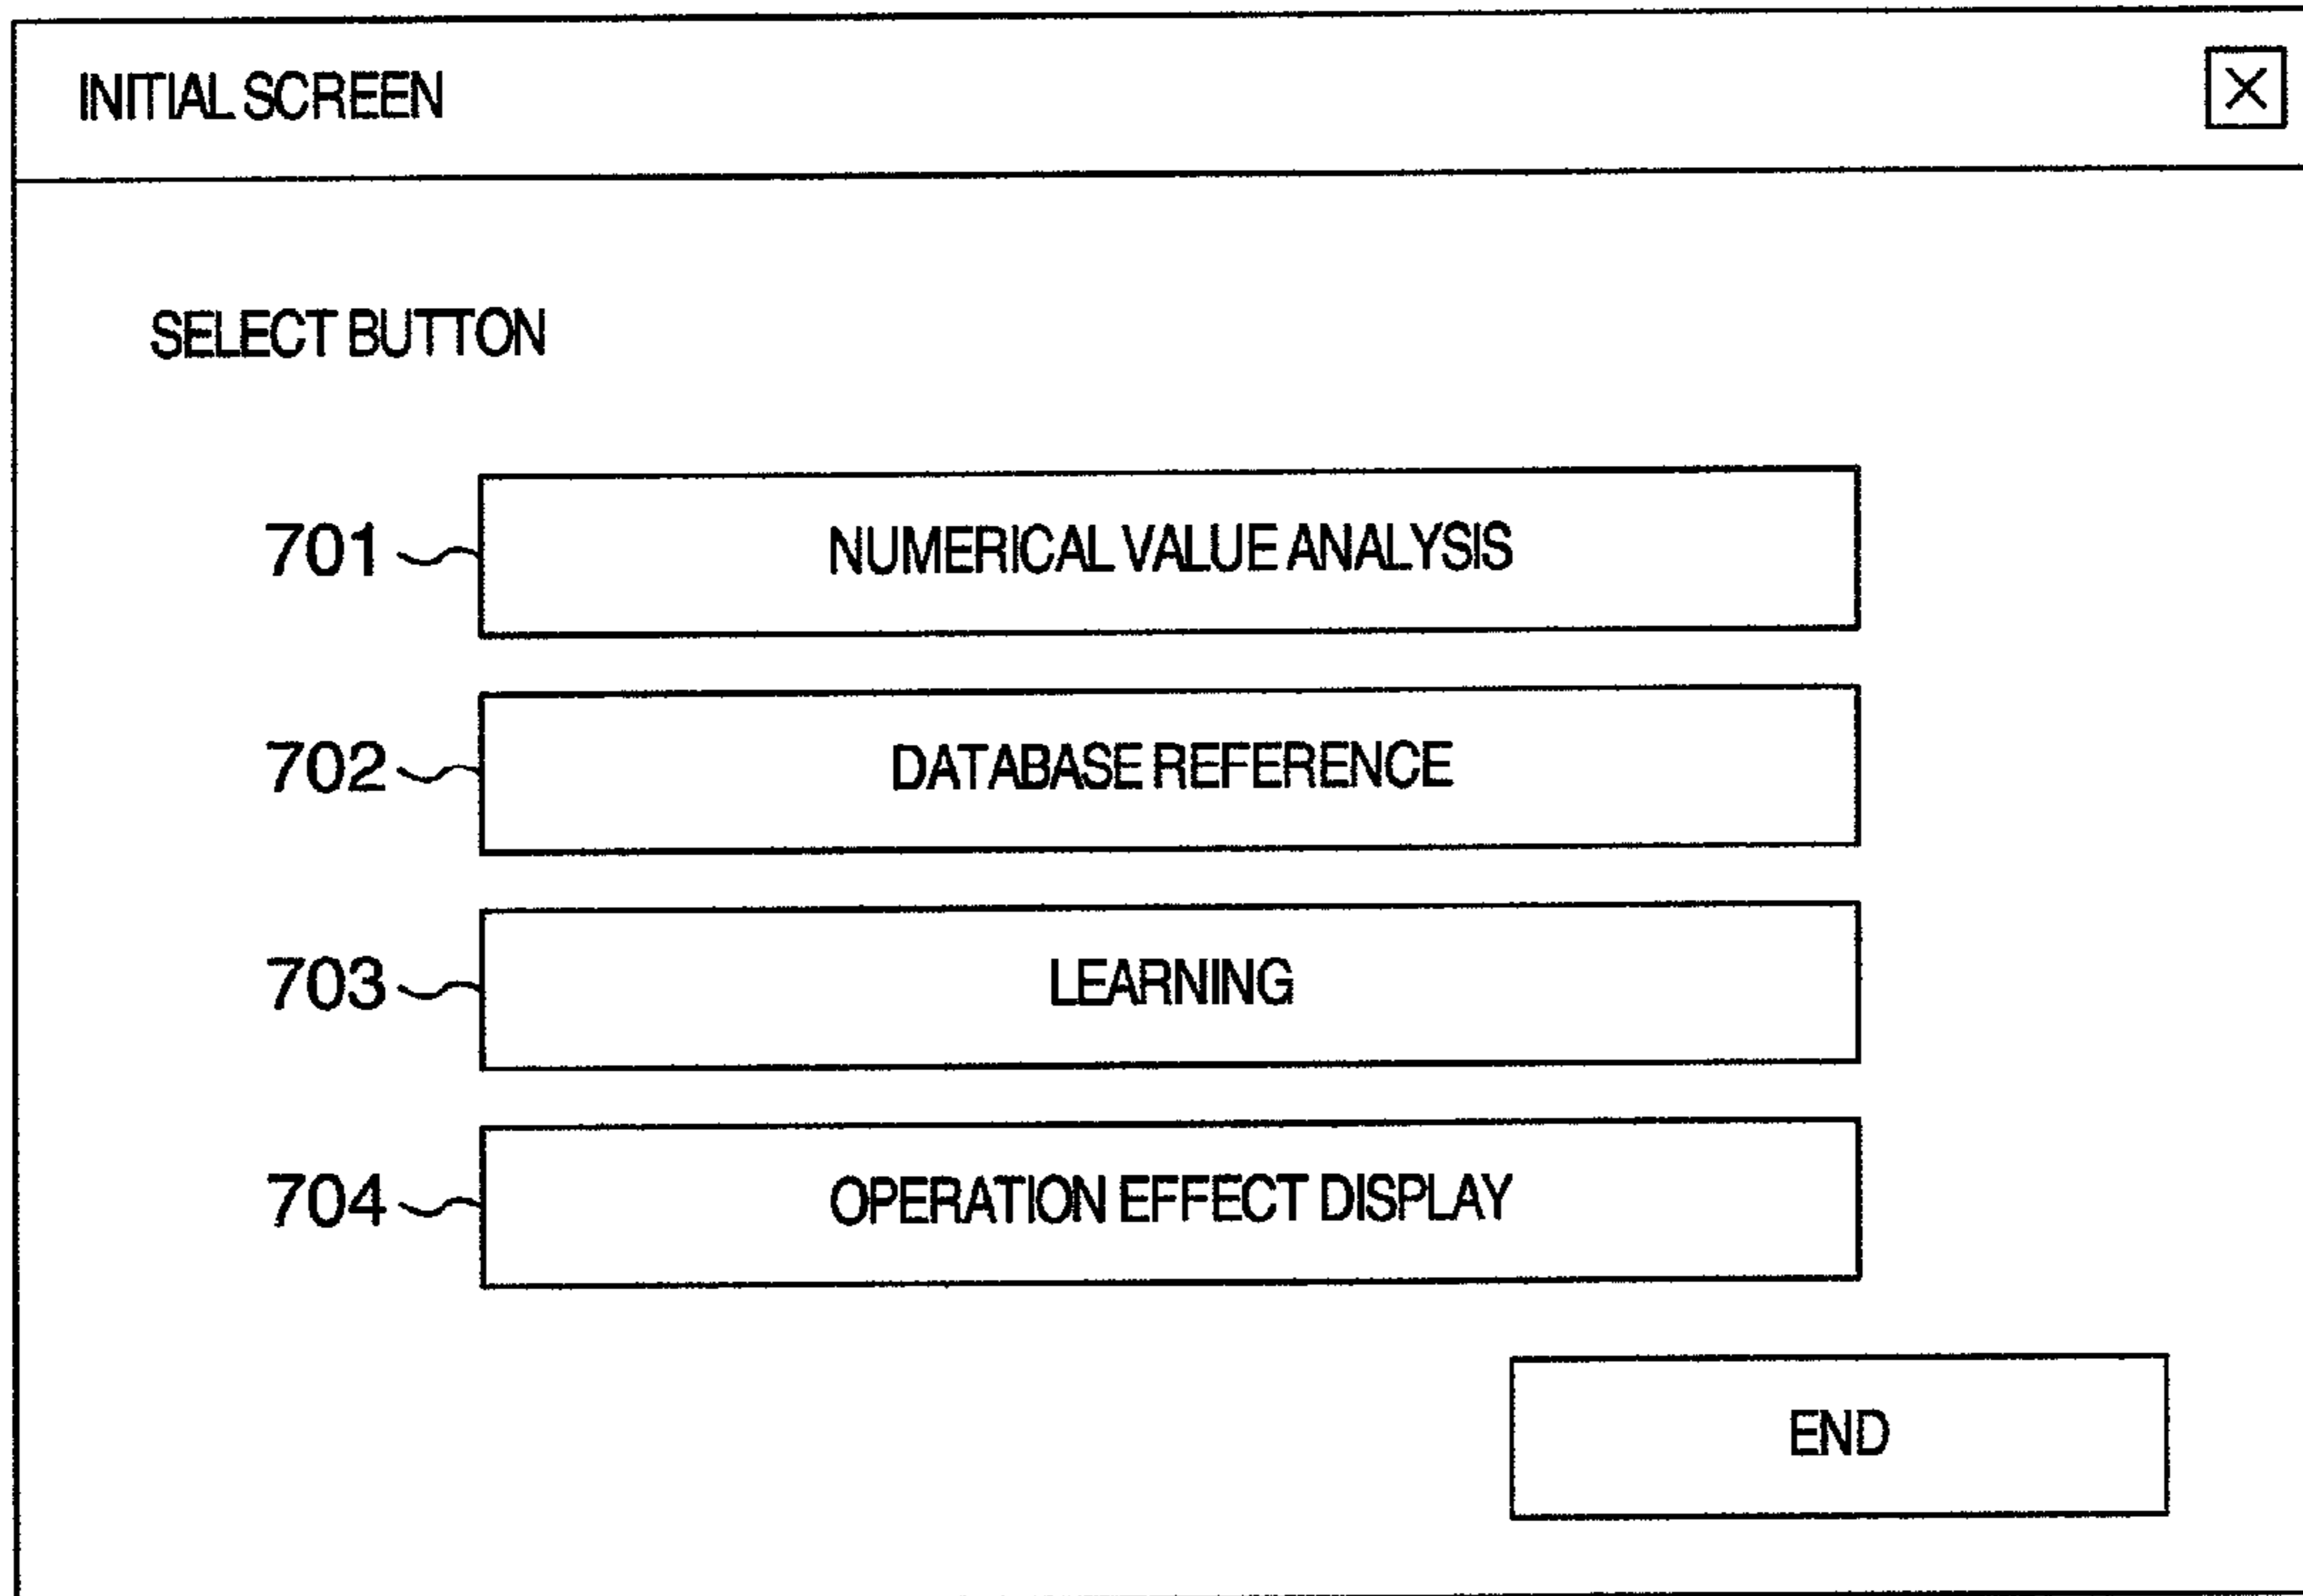 INITIAL SCREEN X
SELECT BUTTON
701 NUMERICAL VALUE ANALYSIS
702 DATABASE REFERENCE
703 LEARNING
704 OPERATION EFFECT DISPLAY
END